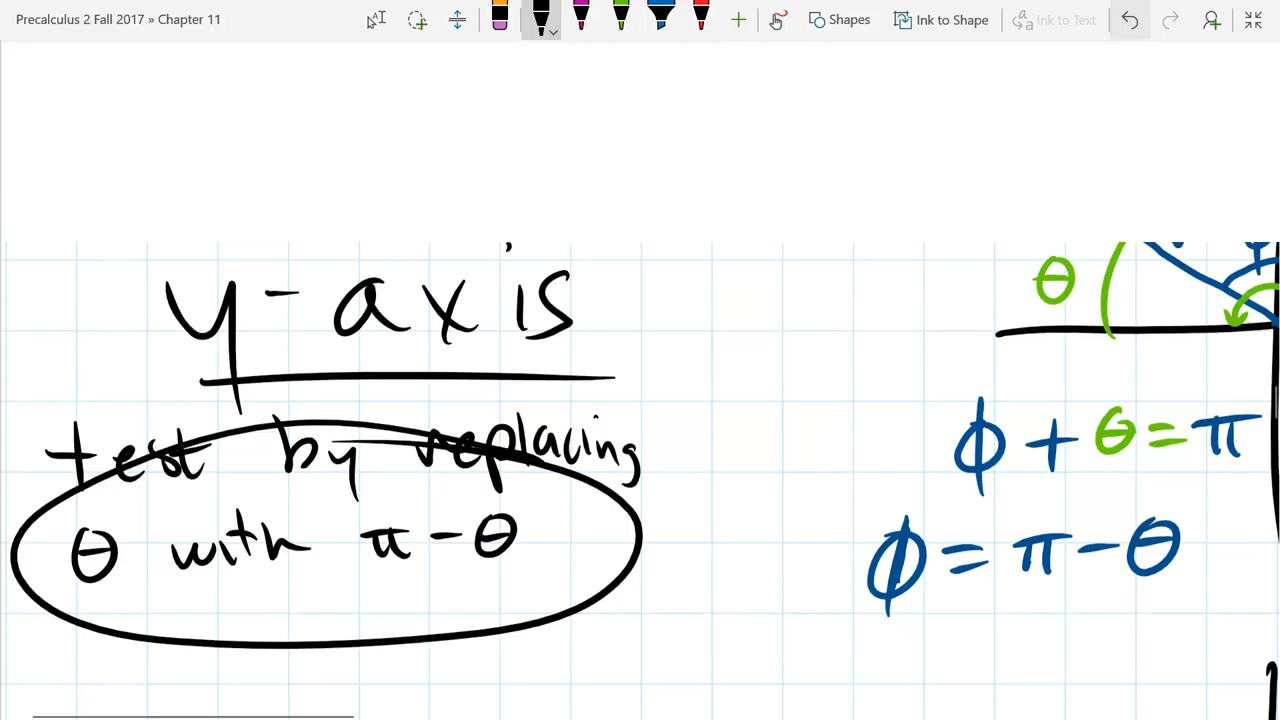 Precalculus 2 Fall 2017 » Chapter 11
Shapes
Ink to Shape
Ink to Text
y-axis
test by replacing
θ with π-θ
θ
ϕ + θ = π
ϕ = π - θ